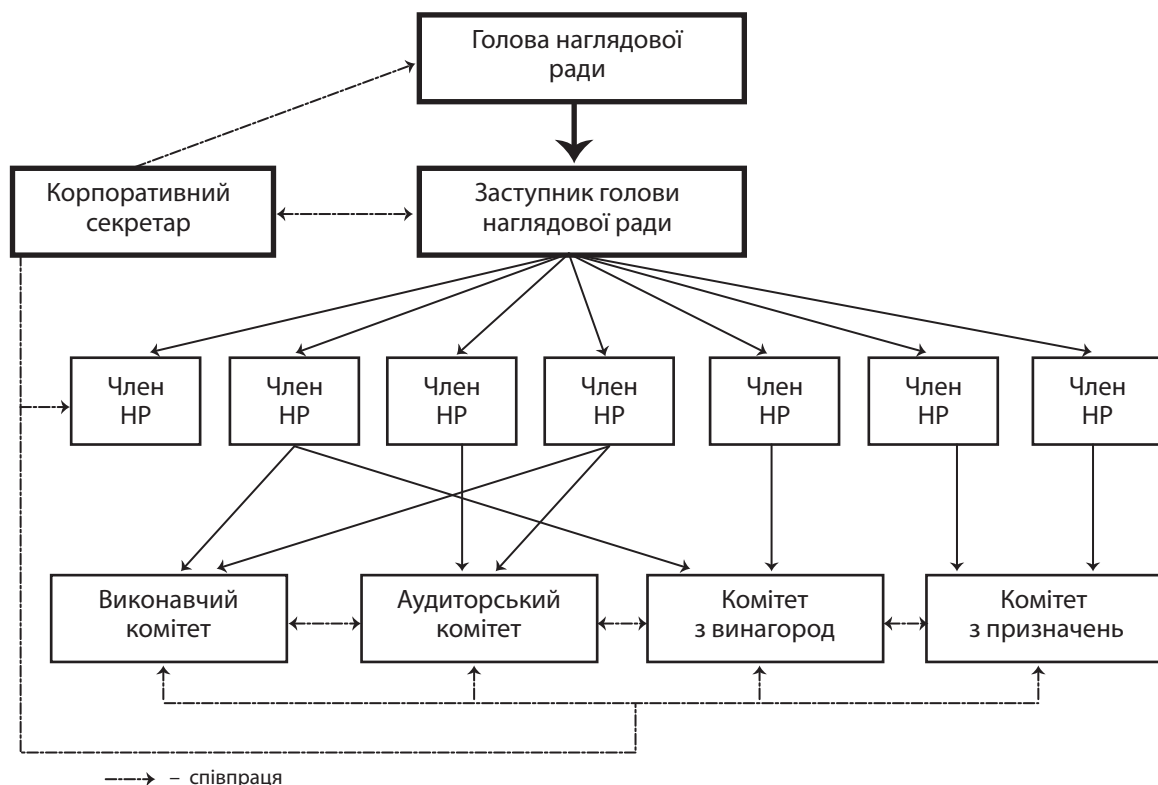 Голова наглядової
ради
Корпоративний
секретар
Заступник голови
наглядової ради
Член
НР
Член
НР
Член
НР
Член
НР
Член
НР
Член
НР
Член
НР
Виконавчий
комітет
Аудиторський
комітет
Комітет
з винагород
Комітет
з призначень
– співпраця